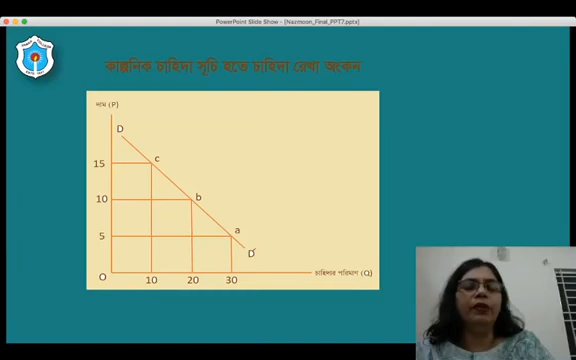 PowerPoint Slide Show - [Nazmoon_Final_PPT7.pptx]
কাল্পনিক চাহিদা সূচি হতে চাহিদা রেখা অংকন
দাম (P)
D
15
c
10
b
5
a
D′
O
10
20
30
চাহিদার পরিমাণ (Q)